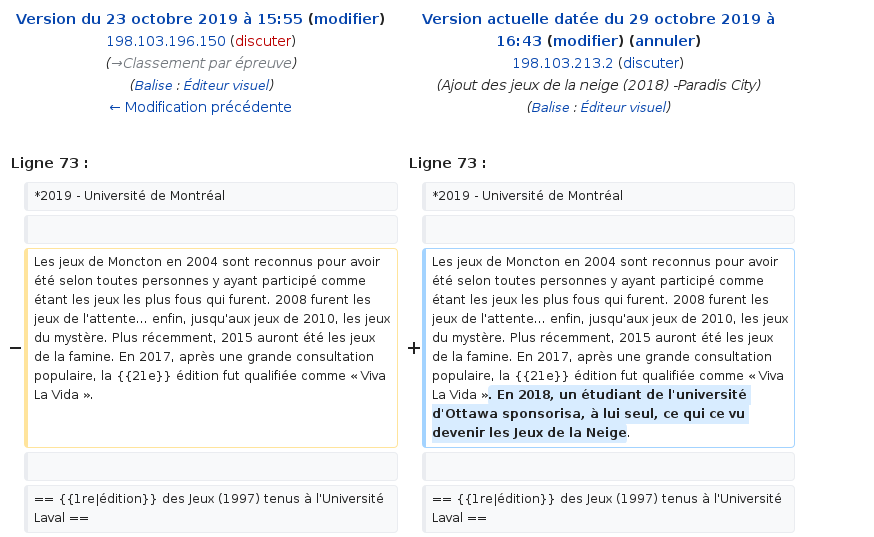 Version du 23 octobre 2019 à 15:55 (modifier)
198.103.196.150 (discuter)
(→Classement par épreuve)
(Balise : Éditeur visuel)
← Modification précédente
Version actuelle datée du 29 octobre 2019 à
16:43 (modifier) (annuler)
198.103.213.2 (discuter)
(Ajout des jeux de la neige (2018) -Paradis City)
(Balise : Éditeur visuel)
Ligne 73 :
Ligne 73 :
*2019 - Université de Montréal
*2019 - Université de Montréal
−
Les jeux de Moncton en 2004 sont reconnus pour avoir
été selon toutes personnes y ayant participé comme
étant les jeux les plus fous qui furent. 2008 furent les
jeux de l'attente... enfin, jusqu'aux jeux de 2010, les jeux
du mystère. Plus récemment, 2015 auront été les jeux
de la famine. En 2017, après une grande consultation
populaire, la {{21e}} édition fut qualifiée comme « Viva
La Vida ».
+
Les jeux de Moncton en 2004 sont reconnus pour avoir
été selon toutes personnes y ayant participé comme
étant les jeux les plus fous qui furent. 2008 furent les
jeux de l'attente... enfin, jusqu'aux jeux de 2010, les jeux
du mystère. Plus récemment, 2015 auront été les jeux
de la famine. En 2017, après une grande consultation
populaire, la {{21e}} édition fut qualifiée comme « Viva
La Vida ». En 2018, un étudiant de l'université
d'Ottawa sponsorisa, à lui seul, ce qui ce vu
devenir les Jeux de la Neige.
== {{1re|édition}} des Jeux (1997) tenus à l'Université
Laval ==
== {{1re|édition}} des Jeux (1997) tenus à l'Université
Laval ==